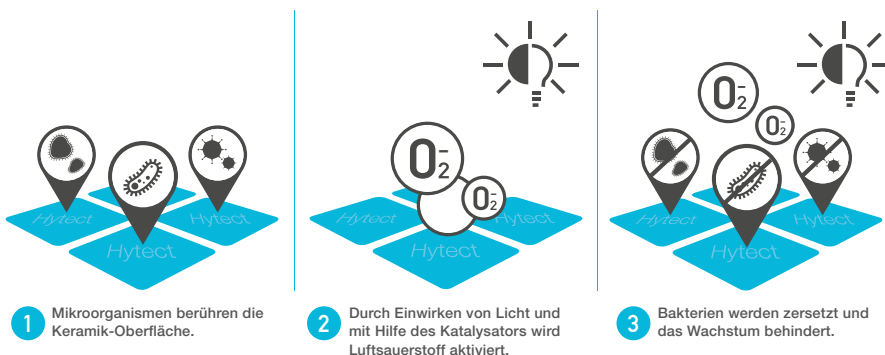 Hytect
Hytect
Hytect
O₂⁻
O₂⁻
Hytect
Hytect
Hytect
O₂⁻
O₂⁻
Hytect
Hytect
Hytect
1
Mikroorganismen berühren die
Keramik-Oberfläche.
2
Durch Einwirken von Licht und
mit Hilfe des Katalysators wird
Luftsauerstoff aktiviert.
3
Bakterien werden zersetzt und
das Wachstum behindert.